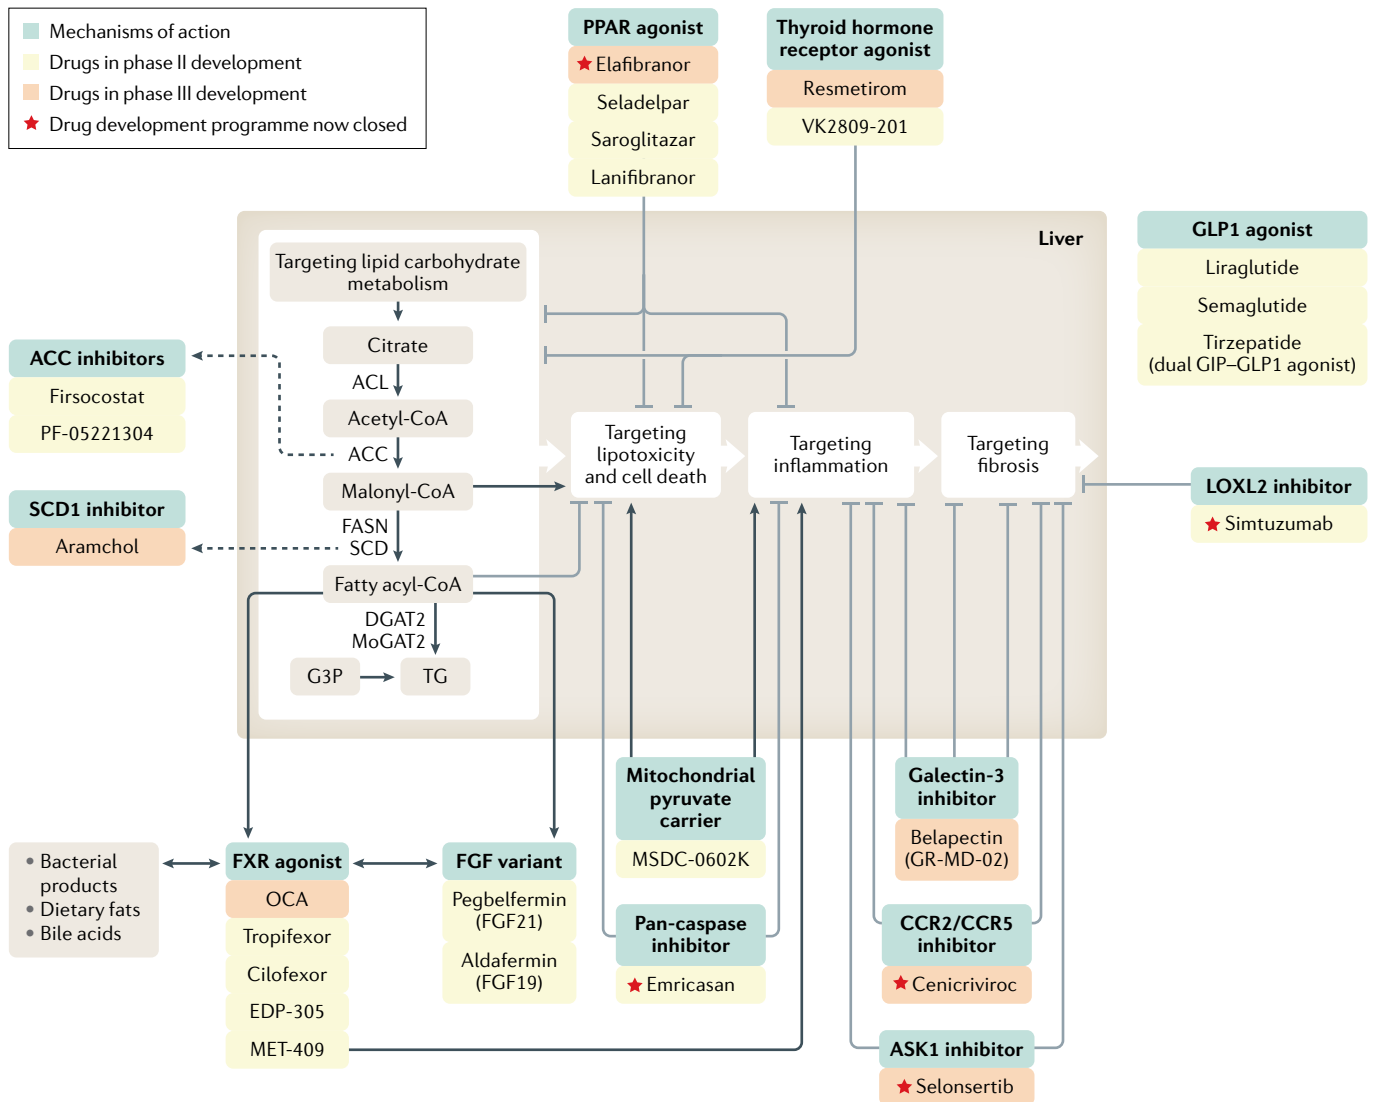 Mechanisms of action
Drugs in phase II development
Drugs in phase III development
Drug development programme now closed
PPAR agonist
Elafibranor
Seladelpar
Saroglitazar
Lanifibranor
Thyroid hormone
receptor agonist
Resmetirom
VK2809-201
Liver
GLP1 agonist
Liraglutide
Semaglutide
Tirzepatide
(dual GIP–GLP1 agonist)
Targeting lipid carbohydrate
metabolism
Citrate
ACL
Acetyl-CoA
ACC
Malonyl-CoA
FASN
SCD
Fatty acyl-CoA
DGAT2
MoGAT2
G3P
TG
ACC inhibitors
Firsocostat
PF-05221304
SCD1 inhibitor
Aramchol
Targeting
lipotoxicity
and cell death
Targeting
inflammation
Targeting
fibrosis
LOXL2 inhibitor
Simtuzumab
• Bacterial
products
• Dietary fats
• Bile acids
FXR agonist
OCA
Tropifexor
Cilofexor
EDP-305
MET-409
FGF variant
Pegbelfermin
(FGF21)
Aldafermin
(FGF19)
Mitochondrial
pyruvate
carrier
MSDC-0602K
Pan-caspase
inhibitor
Emricasan
Galectin-3
inhibitor
Belapectin
(GR-MD-02)
CCR2/CCR5
inhibitor
Cenicriviroc
ASK1 inhibitor
Selonsertib